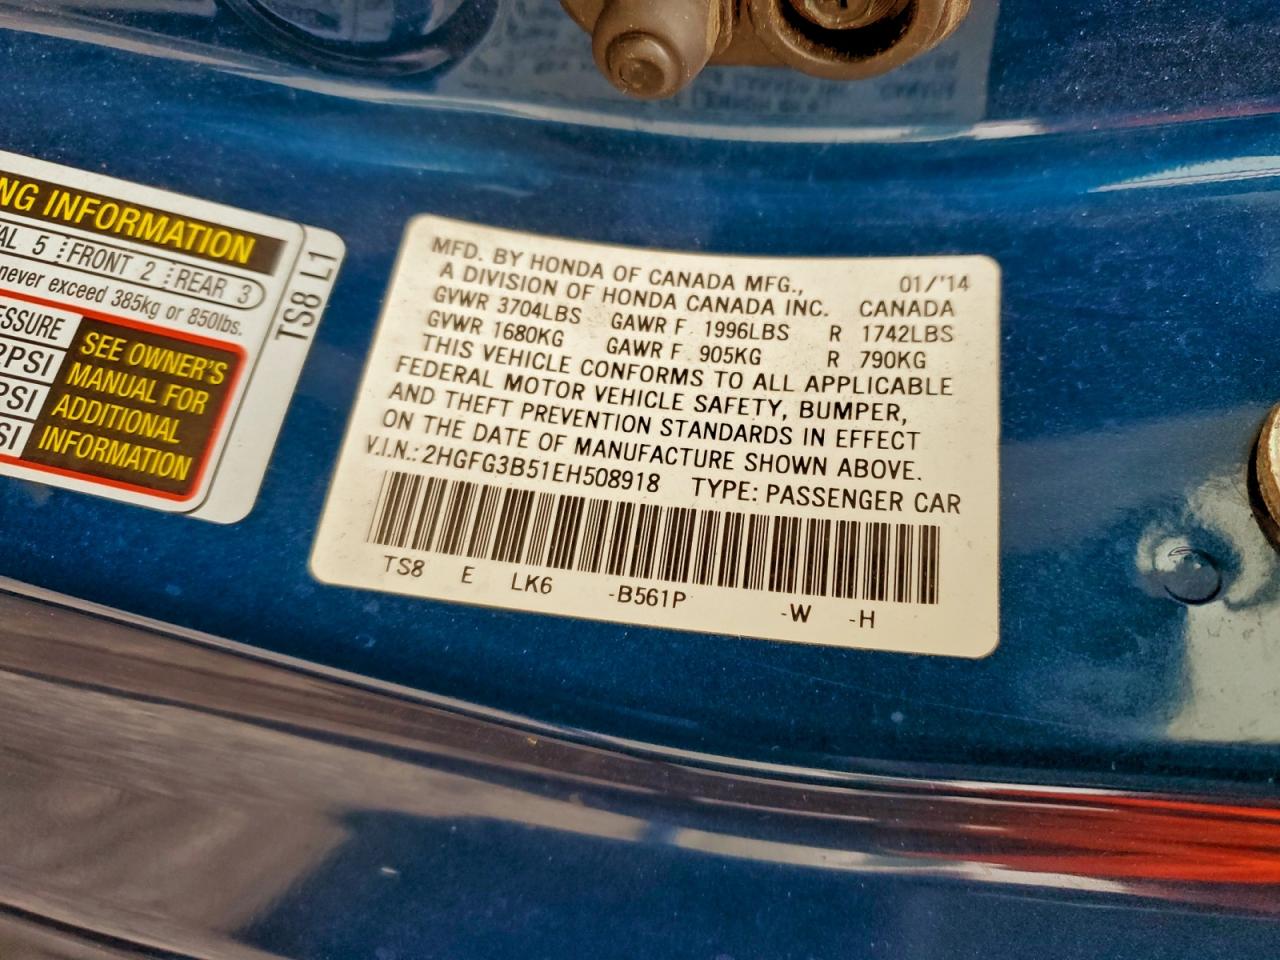 NG INFORMATION
AL 5 FRONT 2 REAR 3
never exceed 385kg or 850lbs.
ESSURE
PSI
PSI
SI
SEE OWNER'S
MANUAL FOR
ADDITIONAL
INFORMATION
TS8 L1
MFD. BY HONDA OF CANADA MFG., 01/'14
A DIVISION OF HONDA CANADA INC. CANADA
GVWR 3704LBS GAWR F 1996LBS R 1742LBS
GVWR 1680KG GAWR F 905KG R 790KG
THIS VEHICLE CONFORMS TO ALL APPLICABLE
FEDERAL MOTOR VEHICLE SAFETY, BUMPER,
AND THEFT PREVENTION STANDARDS IN EFFECT
ON THE DATE OF MANUFACTURE SHOWN ABOVE.
V.I.N.: 2HGFG3B51EH508918 TYPE: PASSENGER CAR
TS8 E LK6 -B561P -W -H